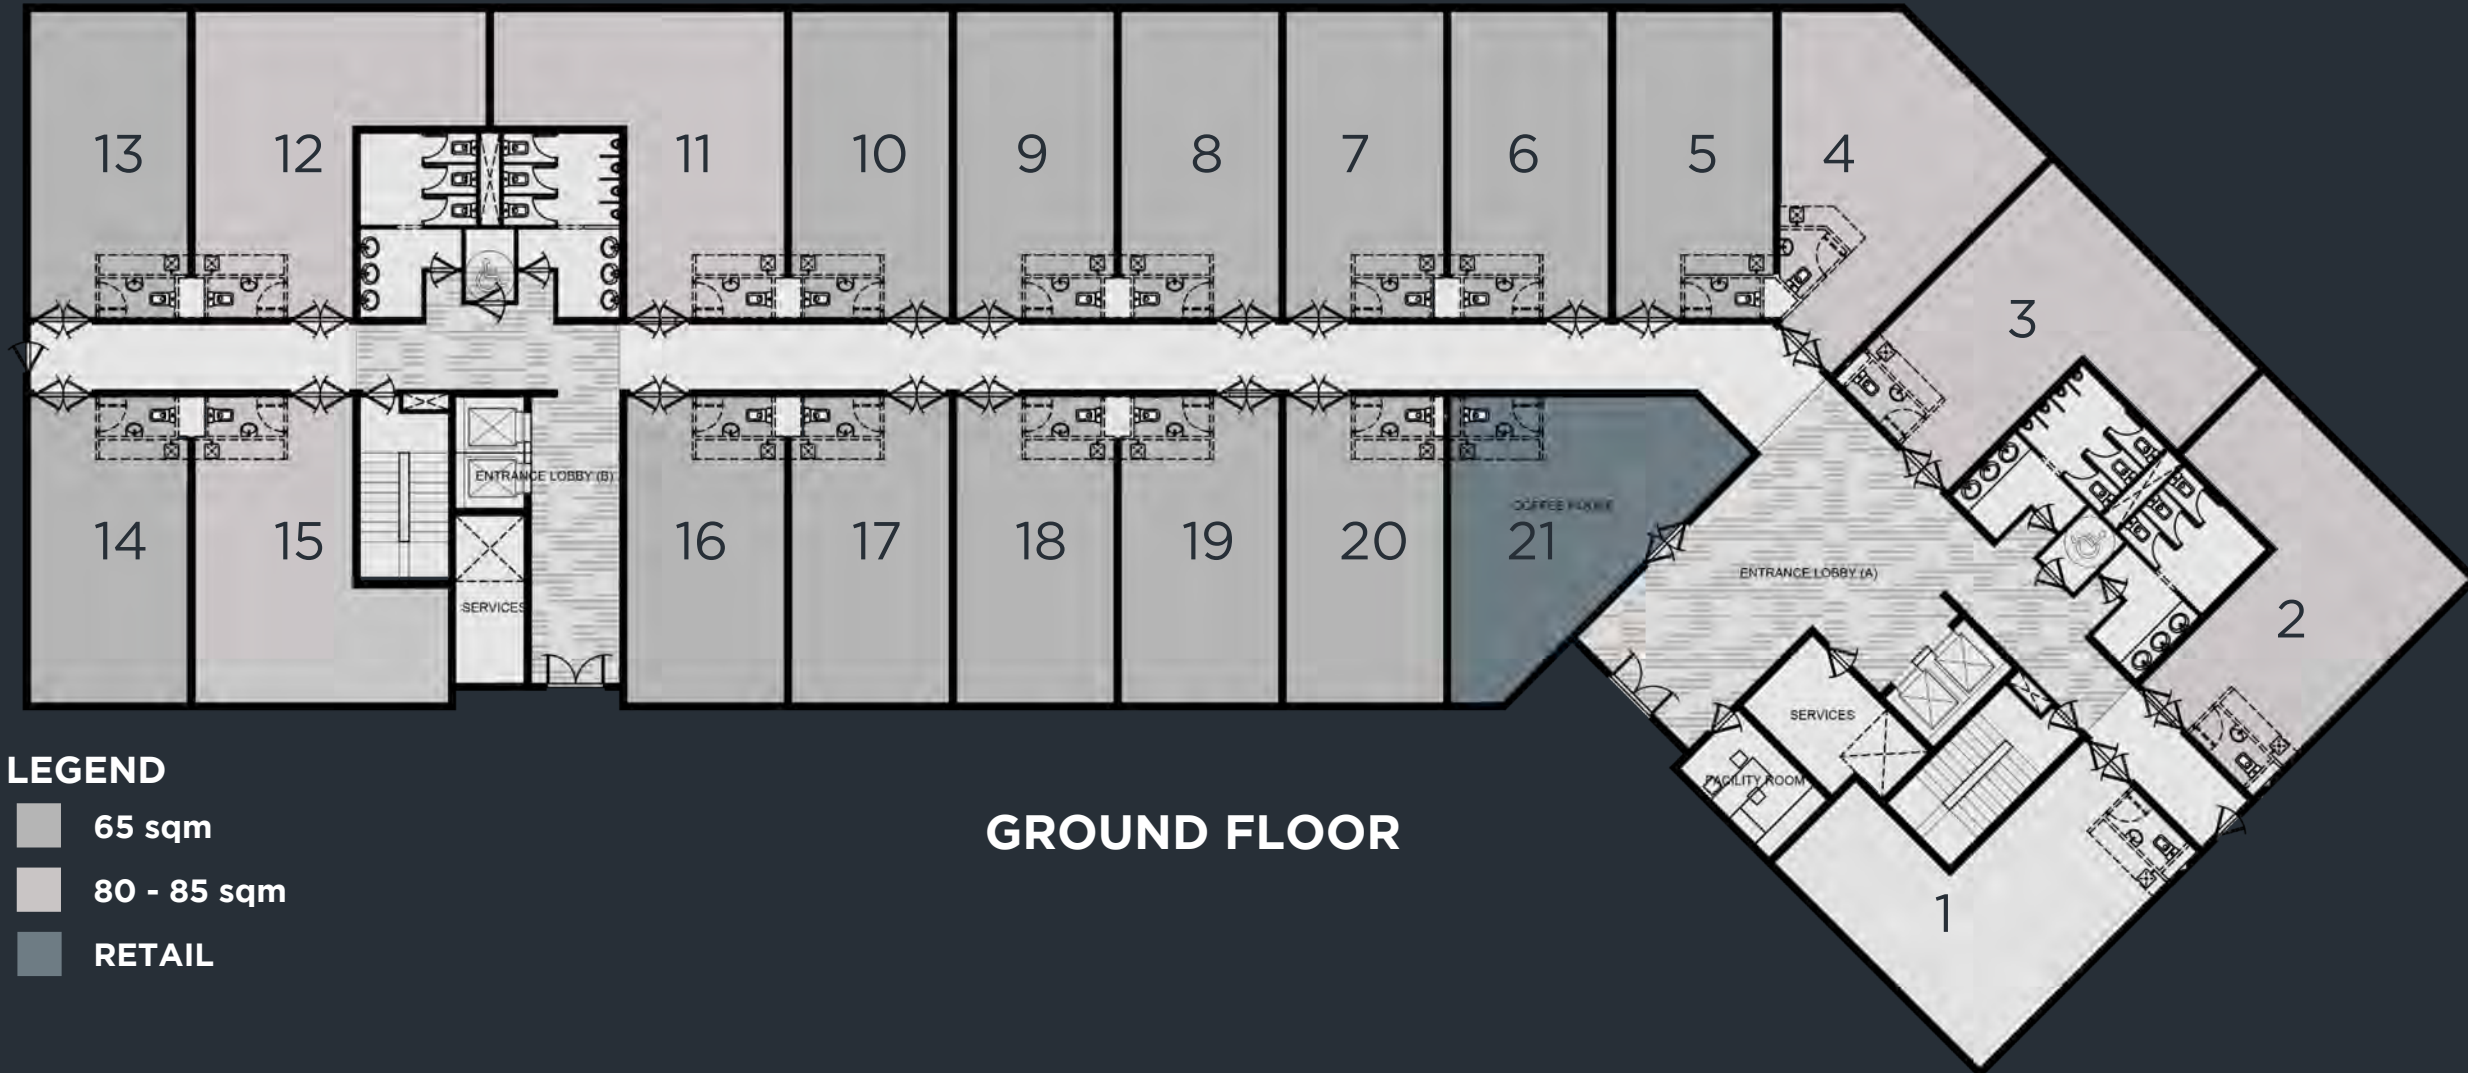 13
12
11
10
9
8
7
6
5
4
3
ENTRANCE LOBBY (B)
COFFEE HOUSE
14
15
16
17
18
19
20
21
ENTRANCE LOBBY (A)
SERVICES
2
SERVICES
FACILITY ROOM
1
LEGEND
65 sqm
80 - 85 sqm
RETAIL
GROUND FLOOR